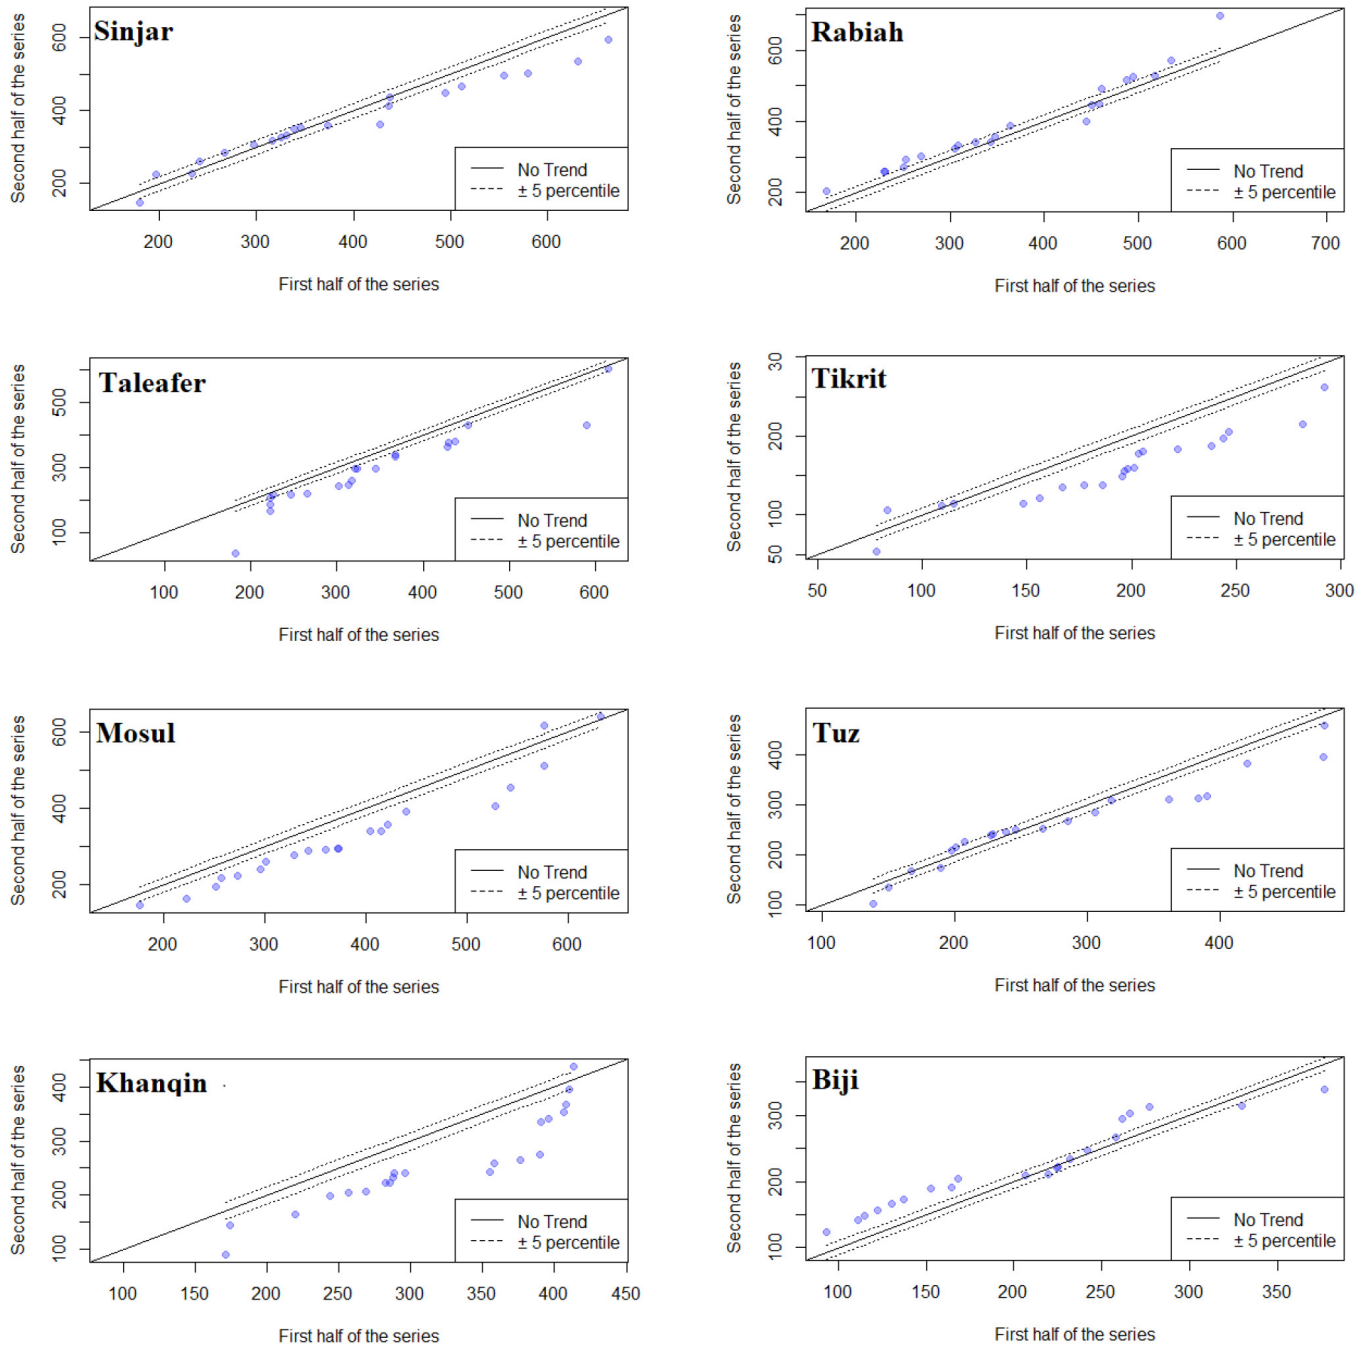 Sinjar
Second half of the series
600
400
200
No Trend
± 5 percentile
200 300 400 500 600
First half of the series
Rabiah
Second half of the series
600
400
200
No Trend
± 5 percentile
200 300 400 500 600 700
First half of the series
Taleafer
Second half of the series
500
300
100
No Trend
± 5 percentile
100 200 300 400 500 600
First half of the series
Tikrit
Second half of the series
30
200
100
50
No Trend
± 5 percentile
50 100 150 200 250 300
First half of the series
Mosul
Second half of the series
600
400
200
No Trend
± 5 percentile
200 300 400 500 600
First half of the series
Tuz
Second half of the series
400
300
200
100
No Trend
± 5 percentile
100 200 300 400
First half of the series
Khanqin
Second half of the series
400
300
200
100
No Trend
± 5 percentile
100 150 200 250 300 350 400 450
First half of the series
Biji
Second half of the series
300
200
100
No Trend
± 5 percentile
100 150 200 250 300 350
First half of the series